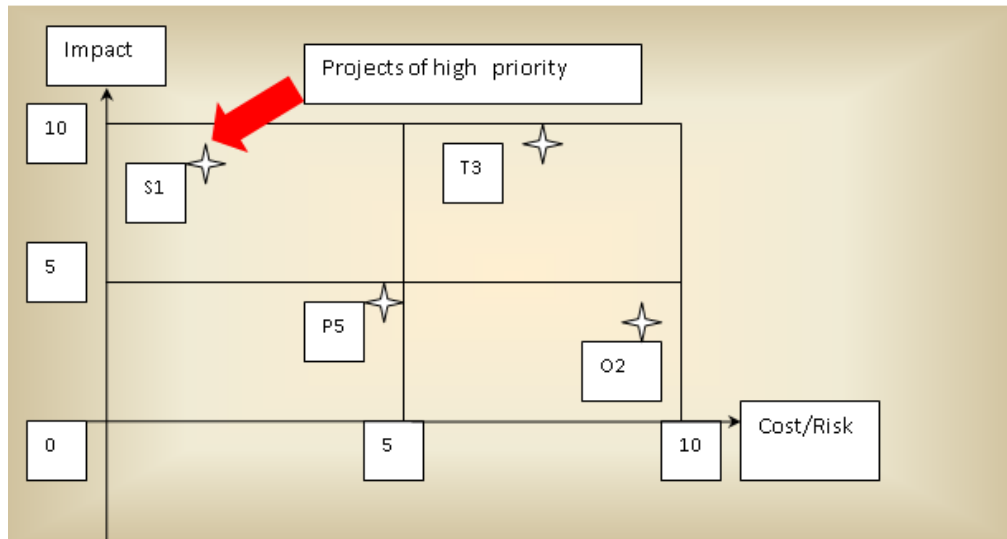 Impact
Projects of high priority
10
S1
T3
5
P5
O2
0
5
10
Cost/Risk